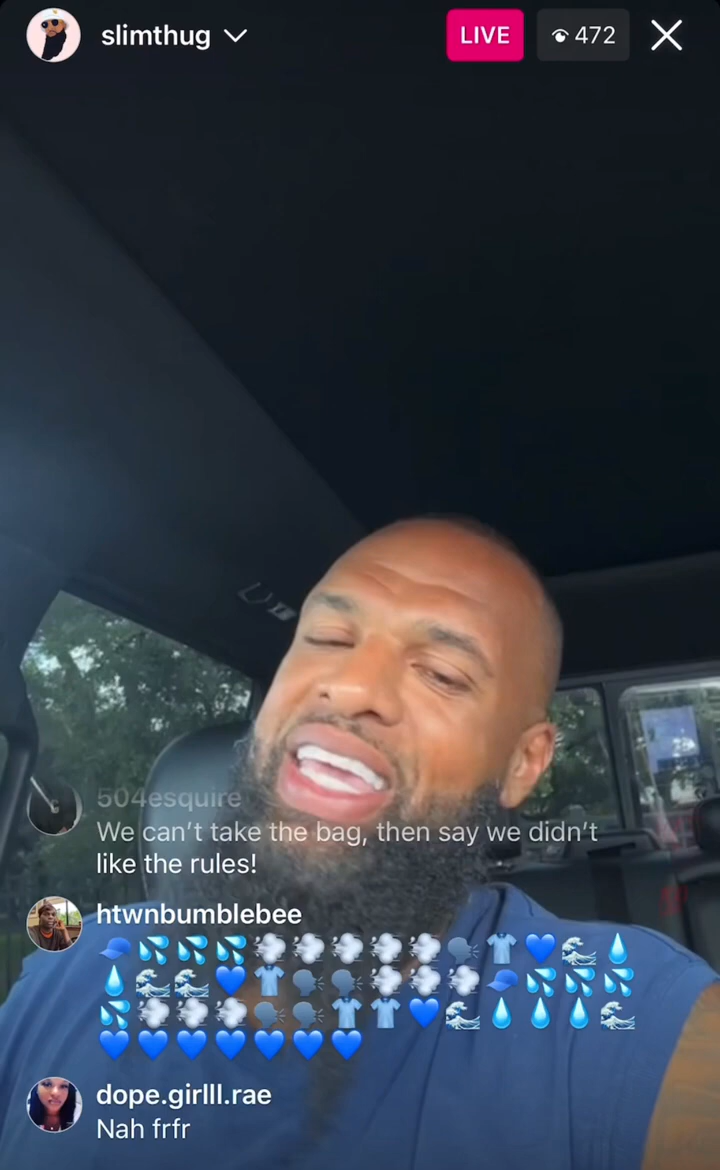 slimthug
LIVE
472
504esquire
We can’t take the bag, then say we didn’t
like the rules!
htwnbumblebee
🧢💦💦💦💨💨💨💨💨🗣️👕💙🌊💧
💧🌊🌊💙👕🗣️🗣️💨💨💨🧢💦💦💦
💦💨💨💨🗣️🗣️👕👕💙🌊💧💧💧🌊
💙💙💙💙💙💙💙
dope.girlll.rae
Nah frfr